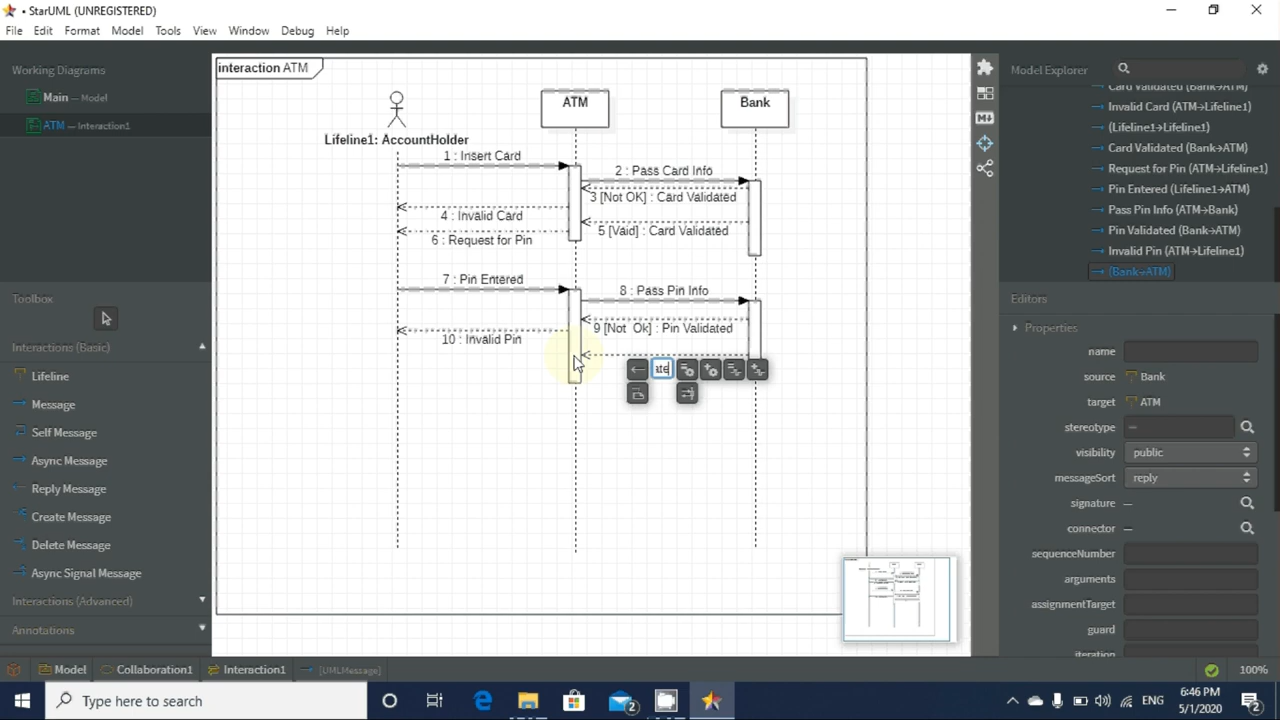 • StarUML (UNREGISTERED)
File Edit Format Model Tools View Window Debug Help
Working Diagrams
Main — Model
ATM — Interaction1
Toolbox
Interactions (Basic)
Lifeline
Message
Self Message
Async Message
Reply Message
Create Message
Delete Message
Async Signal Message
Interactions (Advanced)
Annotations
interaction ATM
ATM
Bank
Lifeline1: AccountHolder
1 : Insert Card
2 : Pass Card Info
3 [Not OK] : Card Validated
4 : Invalid Card
5 [Vaid] : Card Validated
6 : Request for Pin
7 : Pin Entered
8 : Pass Pin Info
9 [Not Ok] : Pin Validated
10 : Invalid Pin
ate
Model Explorer
Card Validated (Bank→ATM)
Invalid Card (ATM→Lifeline1)
(Lifeline1→Lifeline1)
Card Validated (Bank→ATM)
Request for Pin (ATM→Lifeline1)
Pin Entered (Lifeline1→ATM)
Pass Pin Info (ATM→Bank)
Pin Validated (Bank→ATM)
Invalid Pin (ATM→Lifeline1)
(Bank→ATM)
Editors
Properties
name
source Bank
target ATM
stereotype —
visibility public
messageSort reply
signature —
connector —
sequenceNumber
arguments
assignmentTarget
guard
iteration
Model Collaboration1 Interaction1 [UMLMessage]
100%
Type here to search
2
ENG
6:46 PM
5/1/2020
2